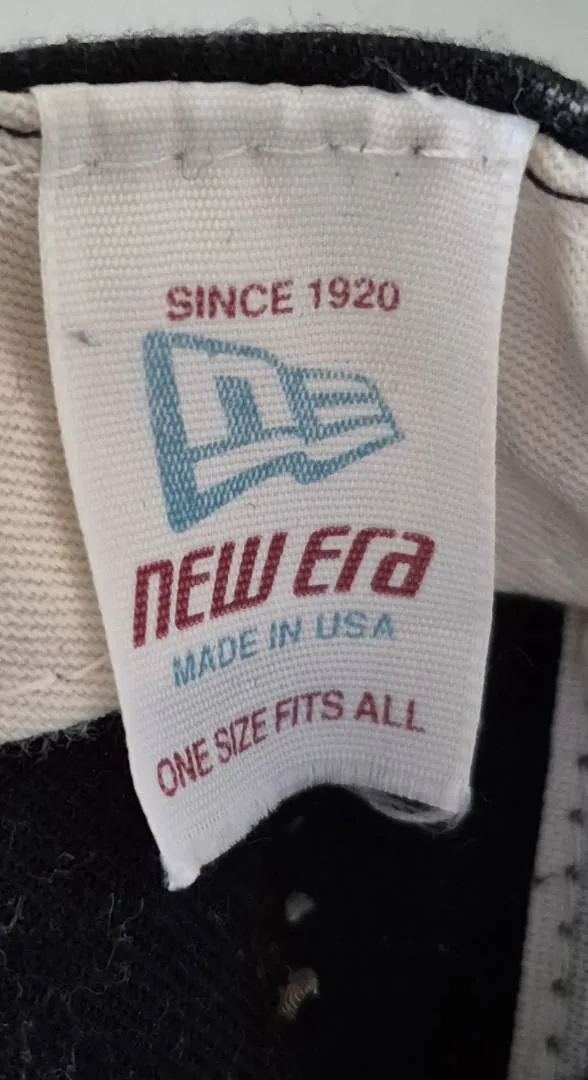 SINCE 1920
new era
MADE IN USA
ONE SIZE FITS ALL